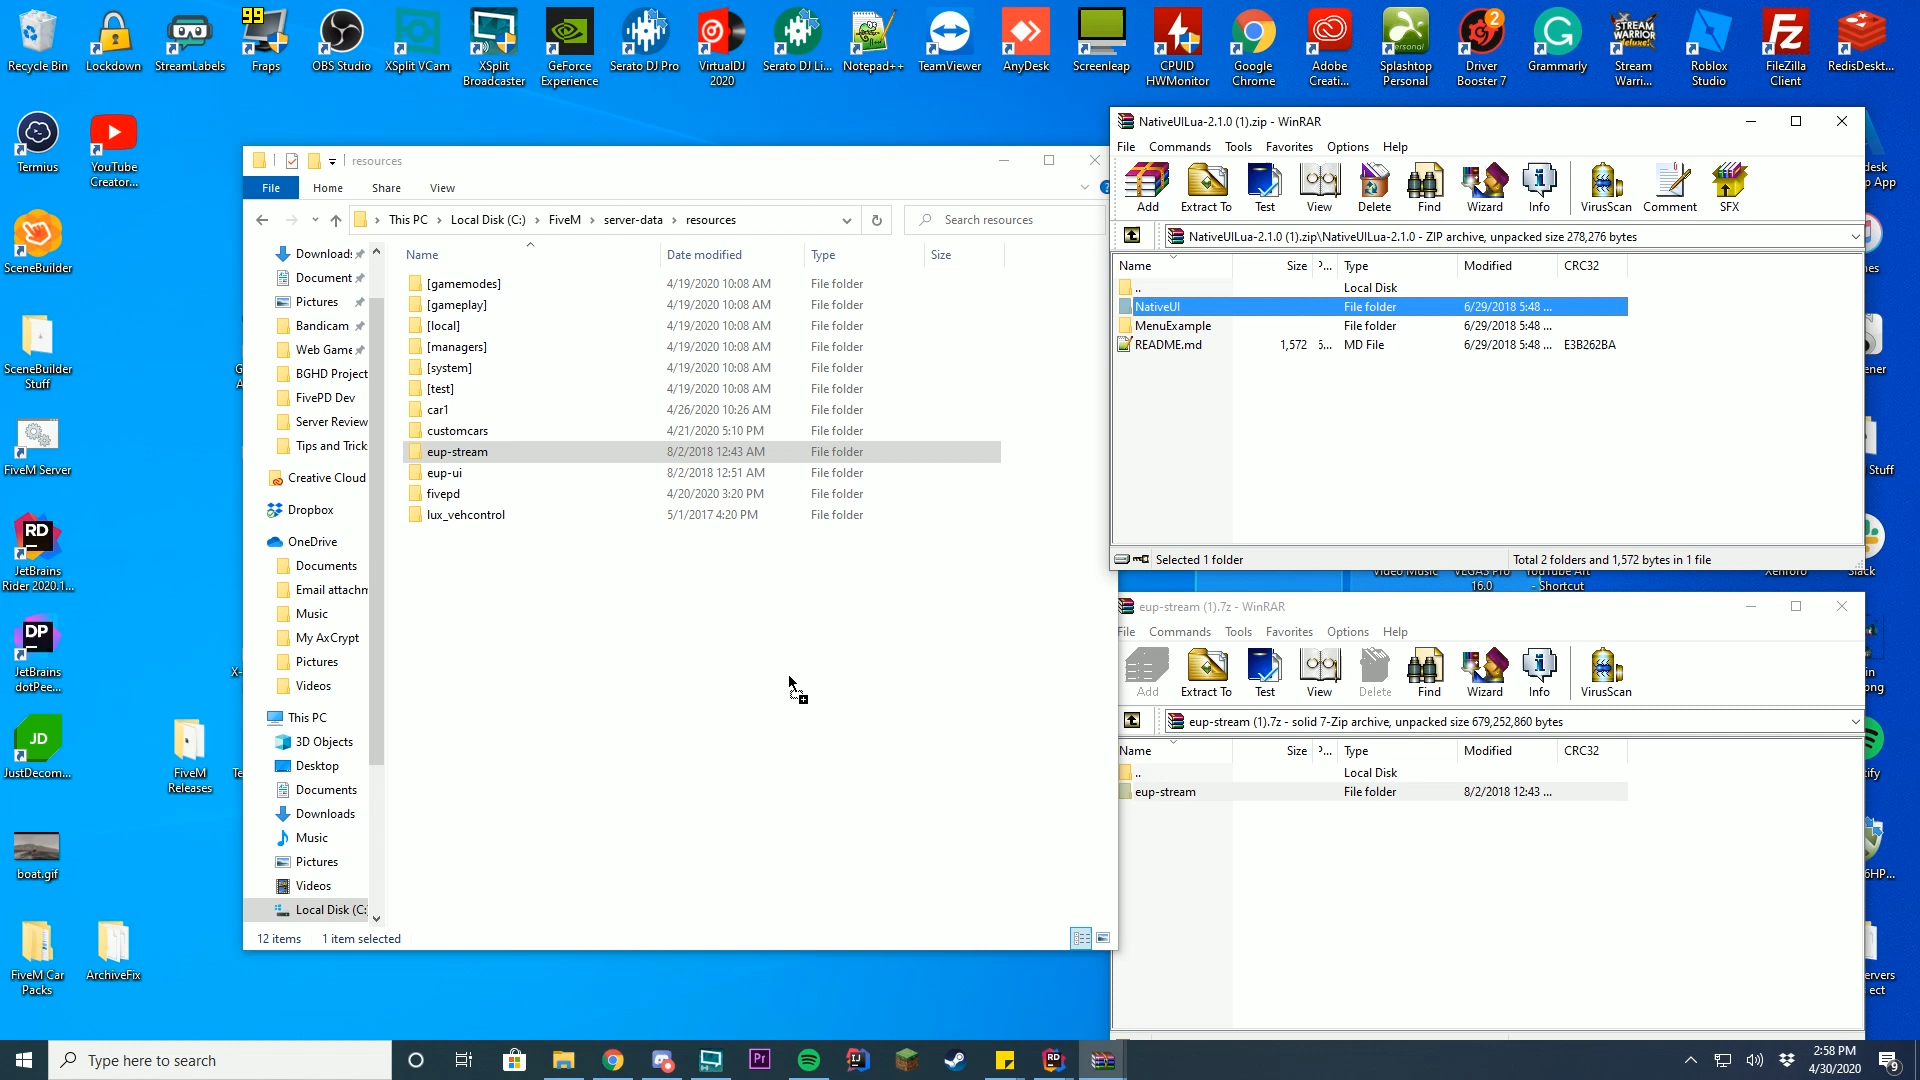 Recycle Bin
Lockdown
StreamLabels
99
Fraps
OBS Studio
XSplit VCam
XSplit Broadcaster
GeForce Experience
Serato DJ Pro
VirtualDJ 2020
Serato DJ Li...
Notepad++
TeamViewer
AnyDesk
Screenleap
CPUID HWMonitor
Google Chrome
Adobe Creati...
Splashtop Personal
Driver Booster 7
Grammarly
Stream Warri...
Roblox Studio
FileZilla Client
RedisDeskt...
Termius
YouTube Creator...
SceneBuilder
SceneBuilder Stuff
FiveM Server
JetBrains Rider 2020.1...
JetBrains dotPee...
JustDecom...
FiveM Releases
boat.gif
FiveM Car Packs
ArchiveFix
resources
File
Home
Share
View
This PC
Local Disk (C:)
FiveM
server-data
resources
Search resources
Name
Date modified
Type
Size
[gamemodes] 4/19/2020 10:08 AM File folder
[gameplay] 4/19/2020 10:08 AM File folder
[local] 4/19/2020 10:08 AM File folder
[managers] 4/19/2020 10:08 AM File folder
[system] 4/19/2020 10:08 AM File folder
[test] 4/19/2020 10:08 AM File folder
car1 4/26/2020 10:26 AM File folder
customcars 4/21/2020 5:10 PM File folder
eup-stream 8/2/2018 12:43 AM File folder
eup-ui 8/2/2018 12:51 AM File folder
fivepd 4/20/2020 3:20 PM File folder
lux_vehcontrol 5/1/2017 4:20 PM File folder
Downloads
Document
Pictures
Bandicam
Web Game
BGHD Project
FivePD Dev
Server Review
Tips and Trick
Creative Cloud
Dropbox
OneDrive
Documents
Email attachm
Music
My AxCrypt
Pictures
Videos
This PC
3D Objects
Desktop
Documents
Downloads
Music
Pictures
Videos
Local Disk (C:
12 items
1 item selected
NativeUILua-2.1.0 (1).zip - WinRAR
File Commands Tools Favorites Options Help
Add Extract To Test View Delete Find Wizard Info VirusScan Comment SFX
NativeUILua-2.1.0 (1).zip\NativeUILua-2.1.0 - ZIP archive, unpacked size 278,276 bytes
Name Size P... Type Modified CRC32
.. Local Disk
NativeUI File folder 6/29/2018 5:48 ...
MenuExample File folder 6/29/2018 5:48 ...
README.md 1,572 5... MD File 6/29/2018 5:48 ... E3B262BA
Selected 1 folder
Total 2 folders and 1,572 bytes in 1 file
16.0
- Shortcut
eup-stream (1).7z - WinRAR
File Commands Tools Favorites Options Help
Add Extract To Test View Delete Find Wizard Info VirusScan
eup-stream (1).7z - solid 7-Zip archive, unpacked size 679,252,860 bytes
Name Size P... Type Modified CRC32
.. Local Disk
eup-stream File folder 8/2/2018 12:43 ...
Type here to search
2:58 PM
4/30/2020
9